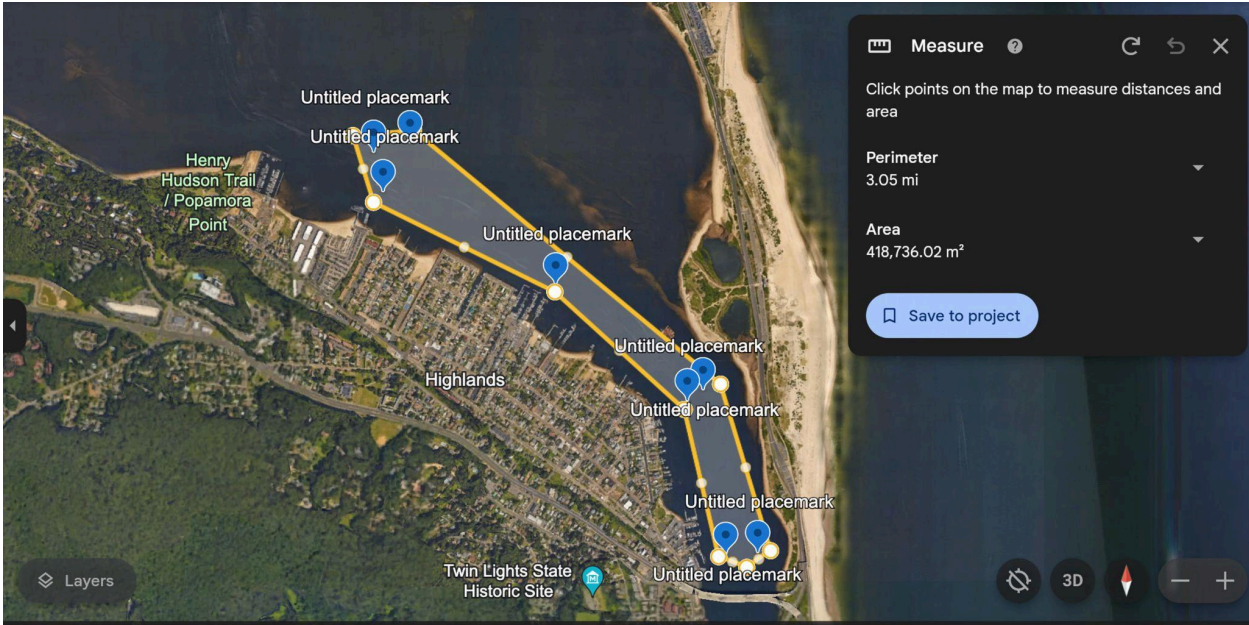 Measure
Click points on the map to measure distances and
area
Perimeter
3.05 mi
Area
418,736.02 m²
Save to project
Untitled placemark
Untitled placemark
Henry
Hudson Trail
/ Popamora
Point
Untitled placemark
Untitled placemark
Highlands
Untitled placemark
Untitled placemark
Twin Lights State
Historic Site
Untitled placemark
Layers
3D